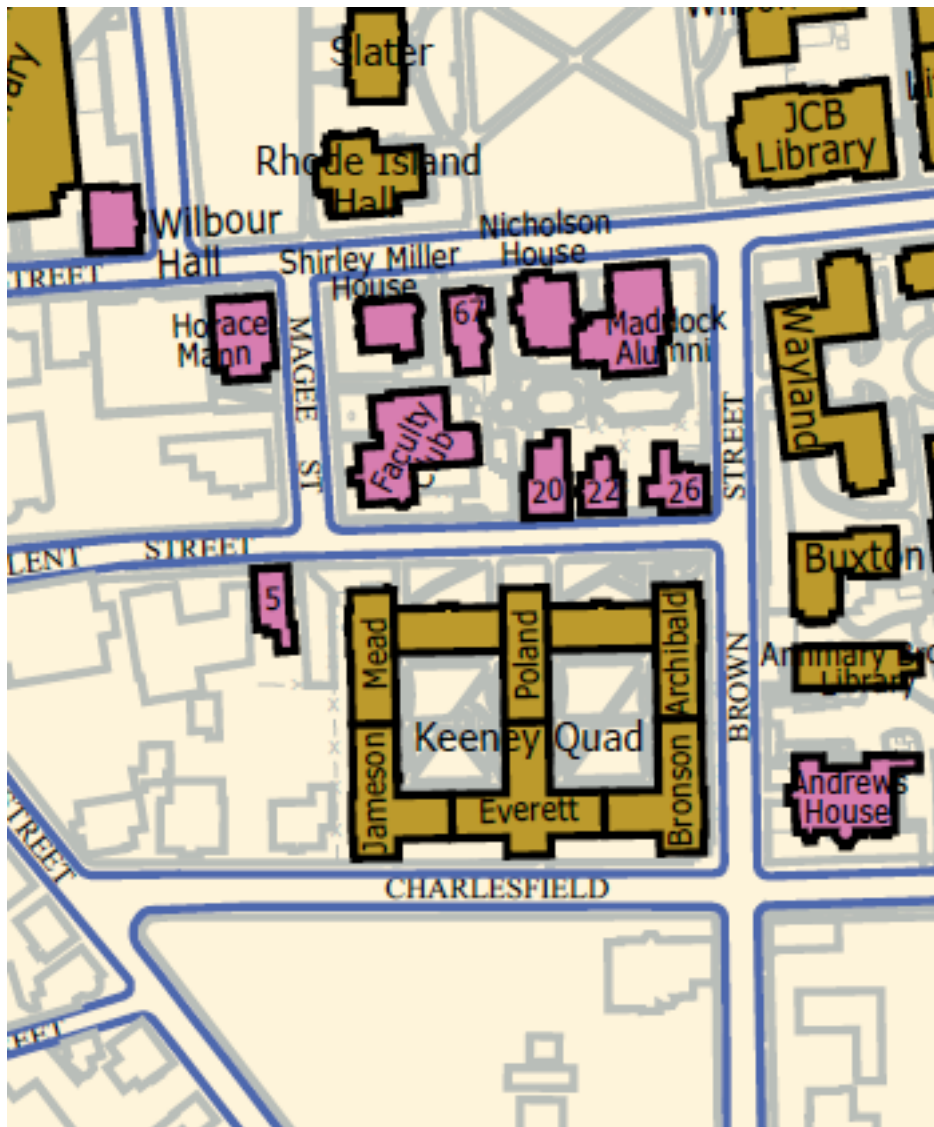 Slater
JCB
Library
Rhode Island
Hall
Wilbour
Hall
Nicholson
House
Shirley Miller
House
67
Horace
Mann
Maddock
Alumni
MAGEE
ST
Wayland
Faculty
Club
STREET
20
22
26
STREET
Buxton
5
Mead
Poland
Archibald
BROWN
Library
Keeney Quad
Jameson
Everett
Bronson
Andrews
House
STREET
CHARLESFIELD